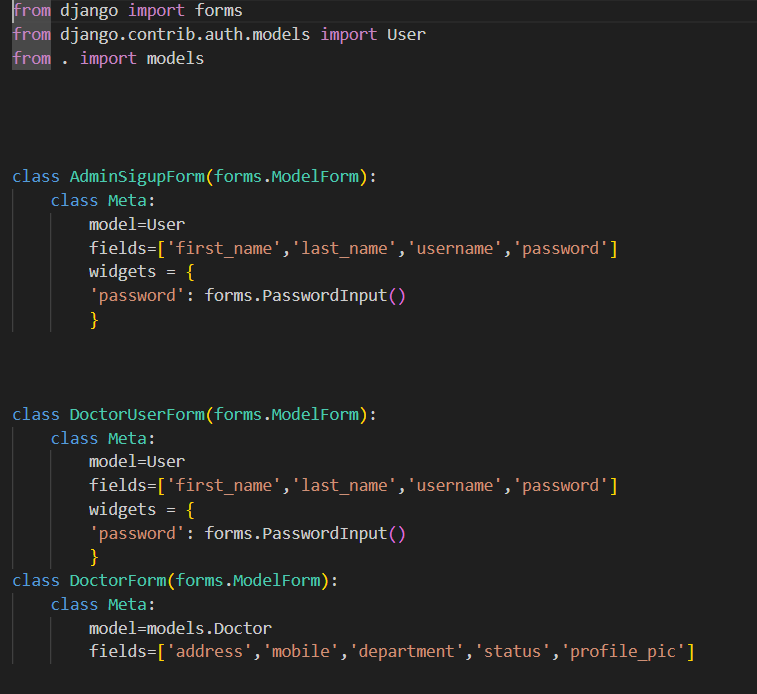 from django import forms
from django.contrib.auth.models import User
from . import models
class AdminSigupForm(forms.ModelForm):
    class Meta:
        model=User
        fields=['first_name','last_name','username','password']
        widgets = {
        'password': forms.PasswordInput()
        }
class DoctorUserForm(forms.ModelForm):
    class Meta:
        model=User
        fields=['first_name','last_name','username','password']
        widgets = {
        'password': forms.PasswordInput()
        }
class DoctorForm(forms.ModelForm):
    class Meta:
        model=models.Doctor
        fields=['address','mobile','department','status','profile_pic']